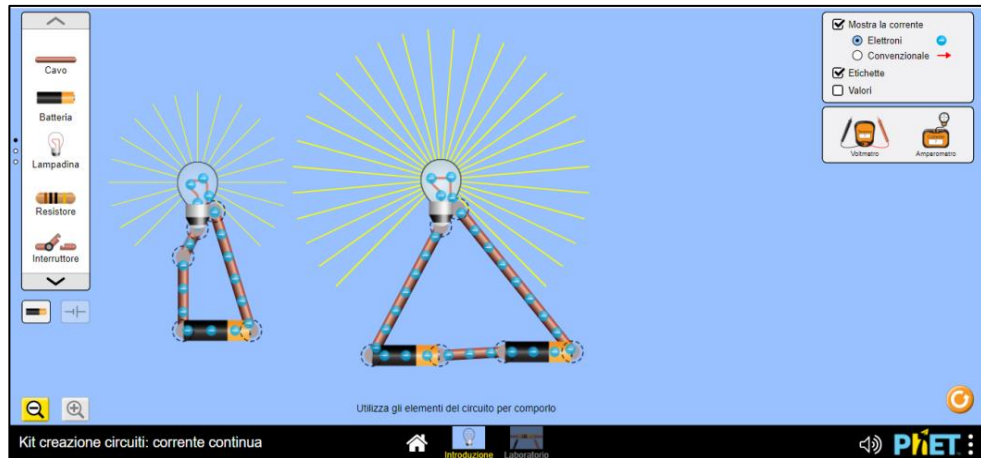 Cavo
Batteria
Lampadina
Resistore
Interruttore
Mostra la corrente
Elettroni
Convenzionale
Etichette
Valori
Voltmetro
Amperometro
Utilizza gli elementi del circuito per comporlo
Kit creazione circuiti: corrente continua
Introduzione
Laboratorio
PhET